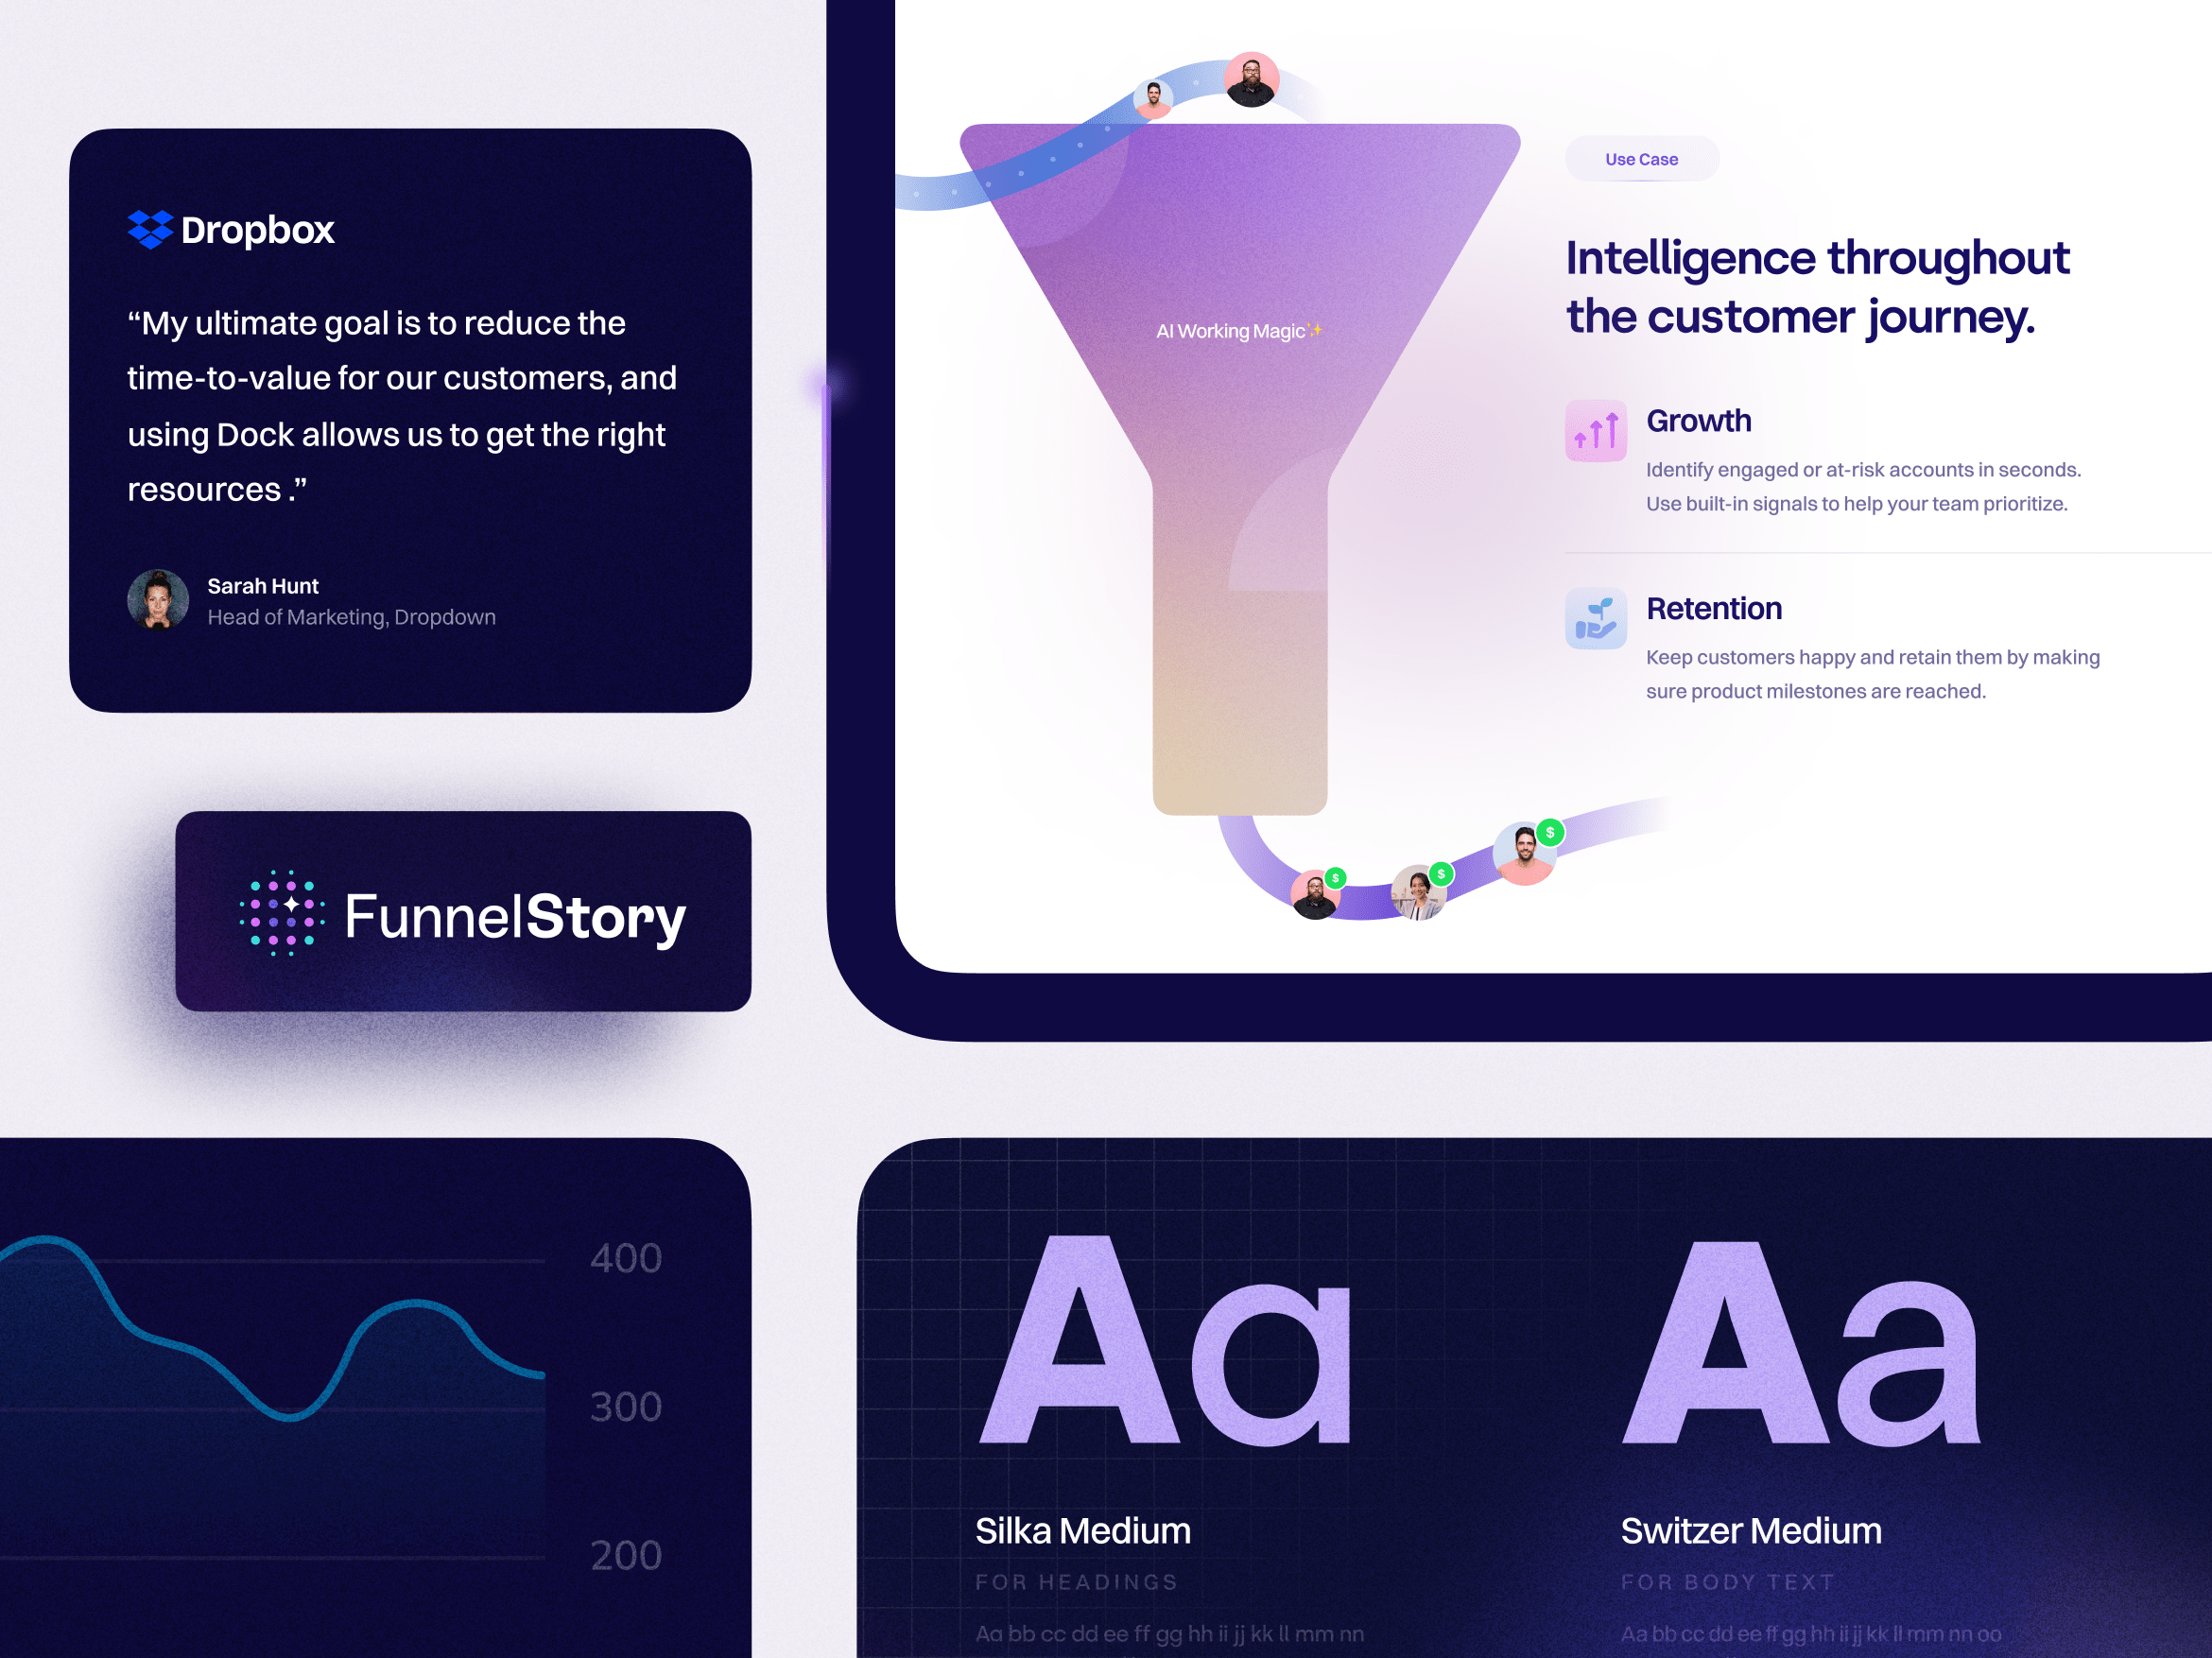 Dropbox
“My ultimate goal is to reduce the
time-to-value for our customers, and
using Dock allows us to get the right
resources .”
Sarah Hunt
Head of Marketing, Dropdown
FunnelStory
AI Working Magic✨
$
$
$
Use Case
Intelligence throughout
the customer journey.
Growth
Identify engaged or at-risk accounts in seconds.
Use built-in signals to help your team prioritize.
Retention
Keep customers happy and retain them by making
sure product milestones are reached.
400
300
200
Aa
Silka Medium
FOR HEADINGS
Aa bb cc dd ee ff gg hh ii jj kk ll mm nn
Aa
Switzer Medium
FOR BODY TEXT
Aa bb cc dd ee ff gg hh ii jj kk ll mm nn oo